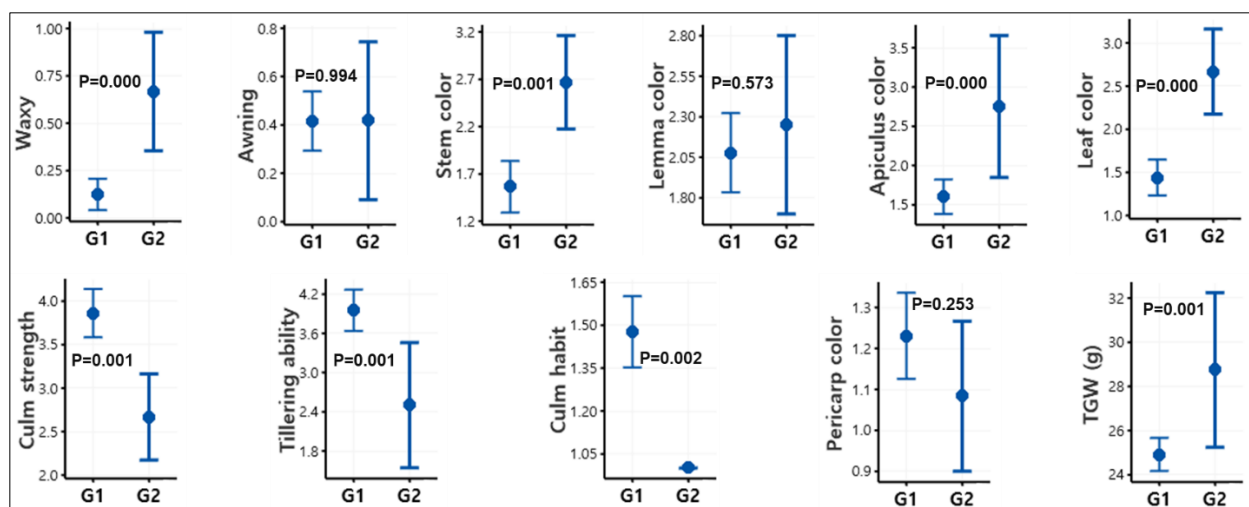 Waxy
1.00
0.75
0.50
0.25
0.00
P=0.000
G1 G2
Awning
0.8
0.6
0.4
0.2
0.0
P=0.994
G1 G2
Stem color
3.2
2.7
2.2
1.7
1.2
P=0.001
G1 G2
Lemma color
2.80
2.55
2.30
2.05
1.80
P=0.573
G1 G2
Apiculus color
3.5
3.0
2.5
2.0
1.5
P=0.000
G1 G2
Leaf color
3.0
2.5
2.0
1.5
1.0
P=0.000
G1 G2
Culm strength
4.0
3.5
3.0
2.5
2.0
P=0.001
G1 G2
Tillering ability
4.2
3.6
3.0
2.4
1.8
P=0.001
G1 G2
Culm habit
1.65
1.50
1.35
1.20
1.05
P=0.002
G1 G2
Pericarp color
1.3
1.2
1.1
1.0
0.9
P=0.253
G1 G2
TGW (g)
32
30
28
26
24
P=0.001
G1 G2